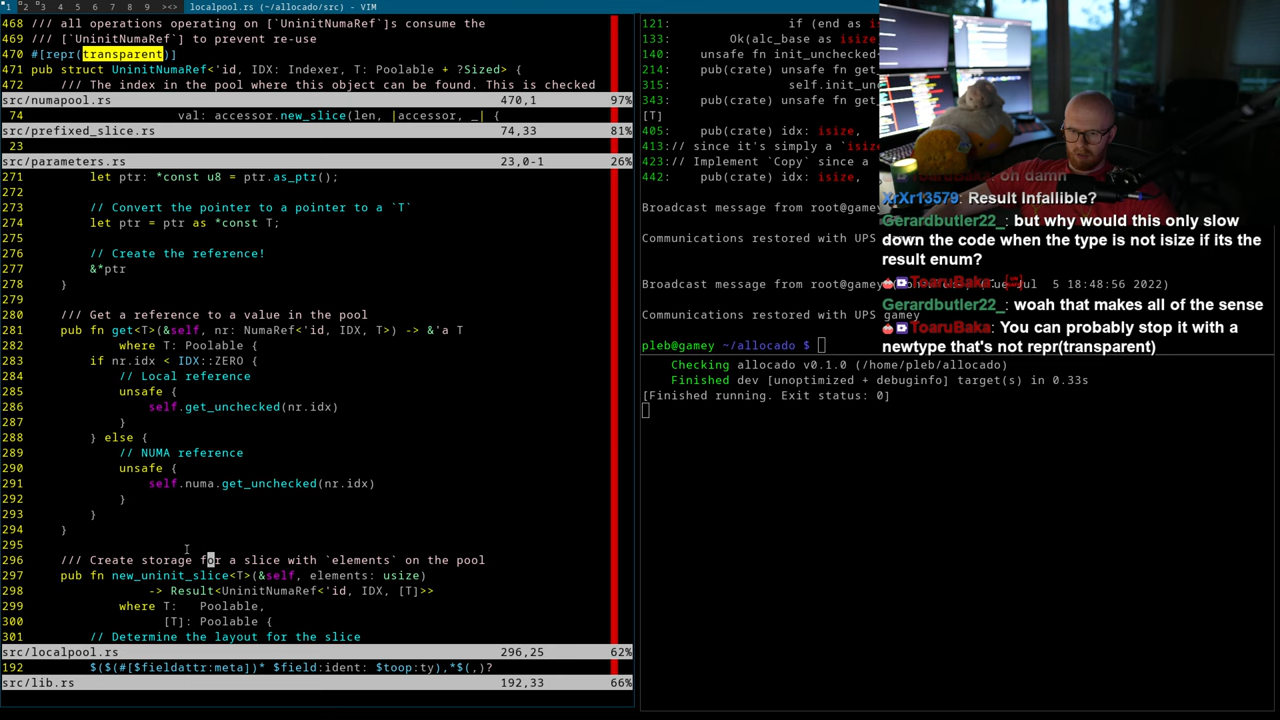 1 2 3 4 5 6 7 8 9 ><> localpool.rs (~/allocado/src) - VIM
468 /// all operations operating on [`UninitNumaRef`]s consume the
469 /// [`UninitNumaRef`] to prevent re-use
470 #[repr(transparent)]
471 pub struct UninitNumaRef<'id, IDX: Indexer, T: Poolable + ?Sized> {
472 /// The index in the pool where this object can be found. This is checked
src/numapool.rs 470,1 97%
74 val: accessor.new_slice(len, |accessor, _| {
src/prefixed_slice.rs 74,33 81%
23
src/parameters.rs 23,0-1 26%
271 let ptr: *const u8 = ptr.as_ptr();
272
273 // Convert the pointer to a pointer to a `T`
274 let ptr = ptr as *const T;
275
276 // Create the reference!
277 &*ptr
278 }
279
280 /// Get a reference to a value in the pool
281 pub fn get<T>(&self, nr: NumaRef<'id, IDX, T>) -> &'a T
282 where T: Poolable {
283 if nr.idx < IDX::ZERO {
284 // Local reference
285 unsafe {
286 self.get_unchecked(nr.idx)
287 }
288 } else {
289 // NUMA reference
290 unsafe {
291 self.numa.get_unchecked(nr.idx)
292 }
293 }
294 }
295
296 /// Create storage for a slice with `elements` on the pool
297 pub fn new_uninit_slice<T>(&self, elements: usize)
298 -> Result<UninitNumaRef<'id, IDX, [T]>>
299 where T: Poolable,
300 [T]: Poolable {
301 // Determine the layout for the slice
src/localpool.rs 296,25 62%
192 $($(#[$fieldattr:meta])* $field:ident: $toop:ty),*$(,)?
src/lib.rs 192,33 66%
121: if (end as i
133: Ok(alc_base as isize
140: unsafe fn init_unchecked
214: pub(crate) unsafe fn get_
315: self.init_unc
343: pub(crate) unsafe fn get_
[T]
405: pub(crate) idx: isize,
413:// since it's simply a `isize
423:// Implement `Copy` since a `
442: pub(crate) idx: isize,
Broadcast message from root@gamey
Communications restored with UPS
Broadcast message from root@gamey Jul 5 18:48:56 2022)
Communications restored with UPS gamey
pleb@gamey ~/allocado $
Checking allocado v0.1.0 (/home/pleb/allocado)
Finished dev [unoptimized + debuginfo] target(s) in 0.33s
[Finished running. Exit status: 0]
ToaruBaka: oh damn
XrXr13579: Result Infallible?
Gerardbutler22_: but why would this only slow
down the code when the type is not isize if its the
result enum?
ToaruBaka:
Gerardbutler22_: woah that makes all of the sense
ToaruBaka: You can probably stop it with a
newtype that's not repr(transparent)